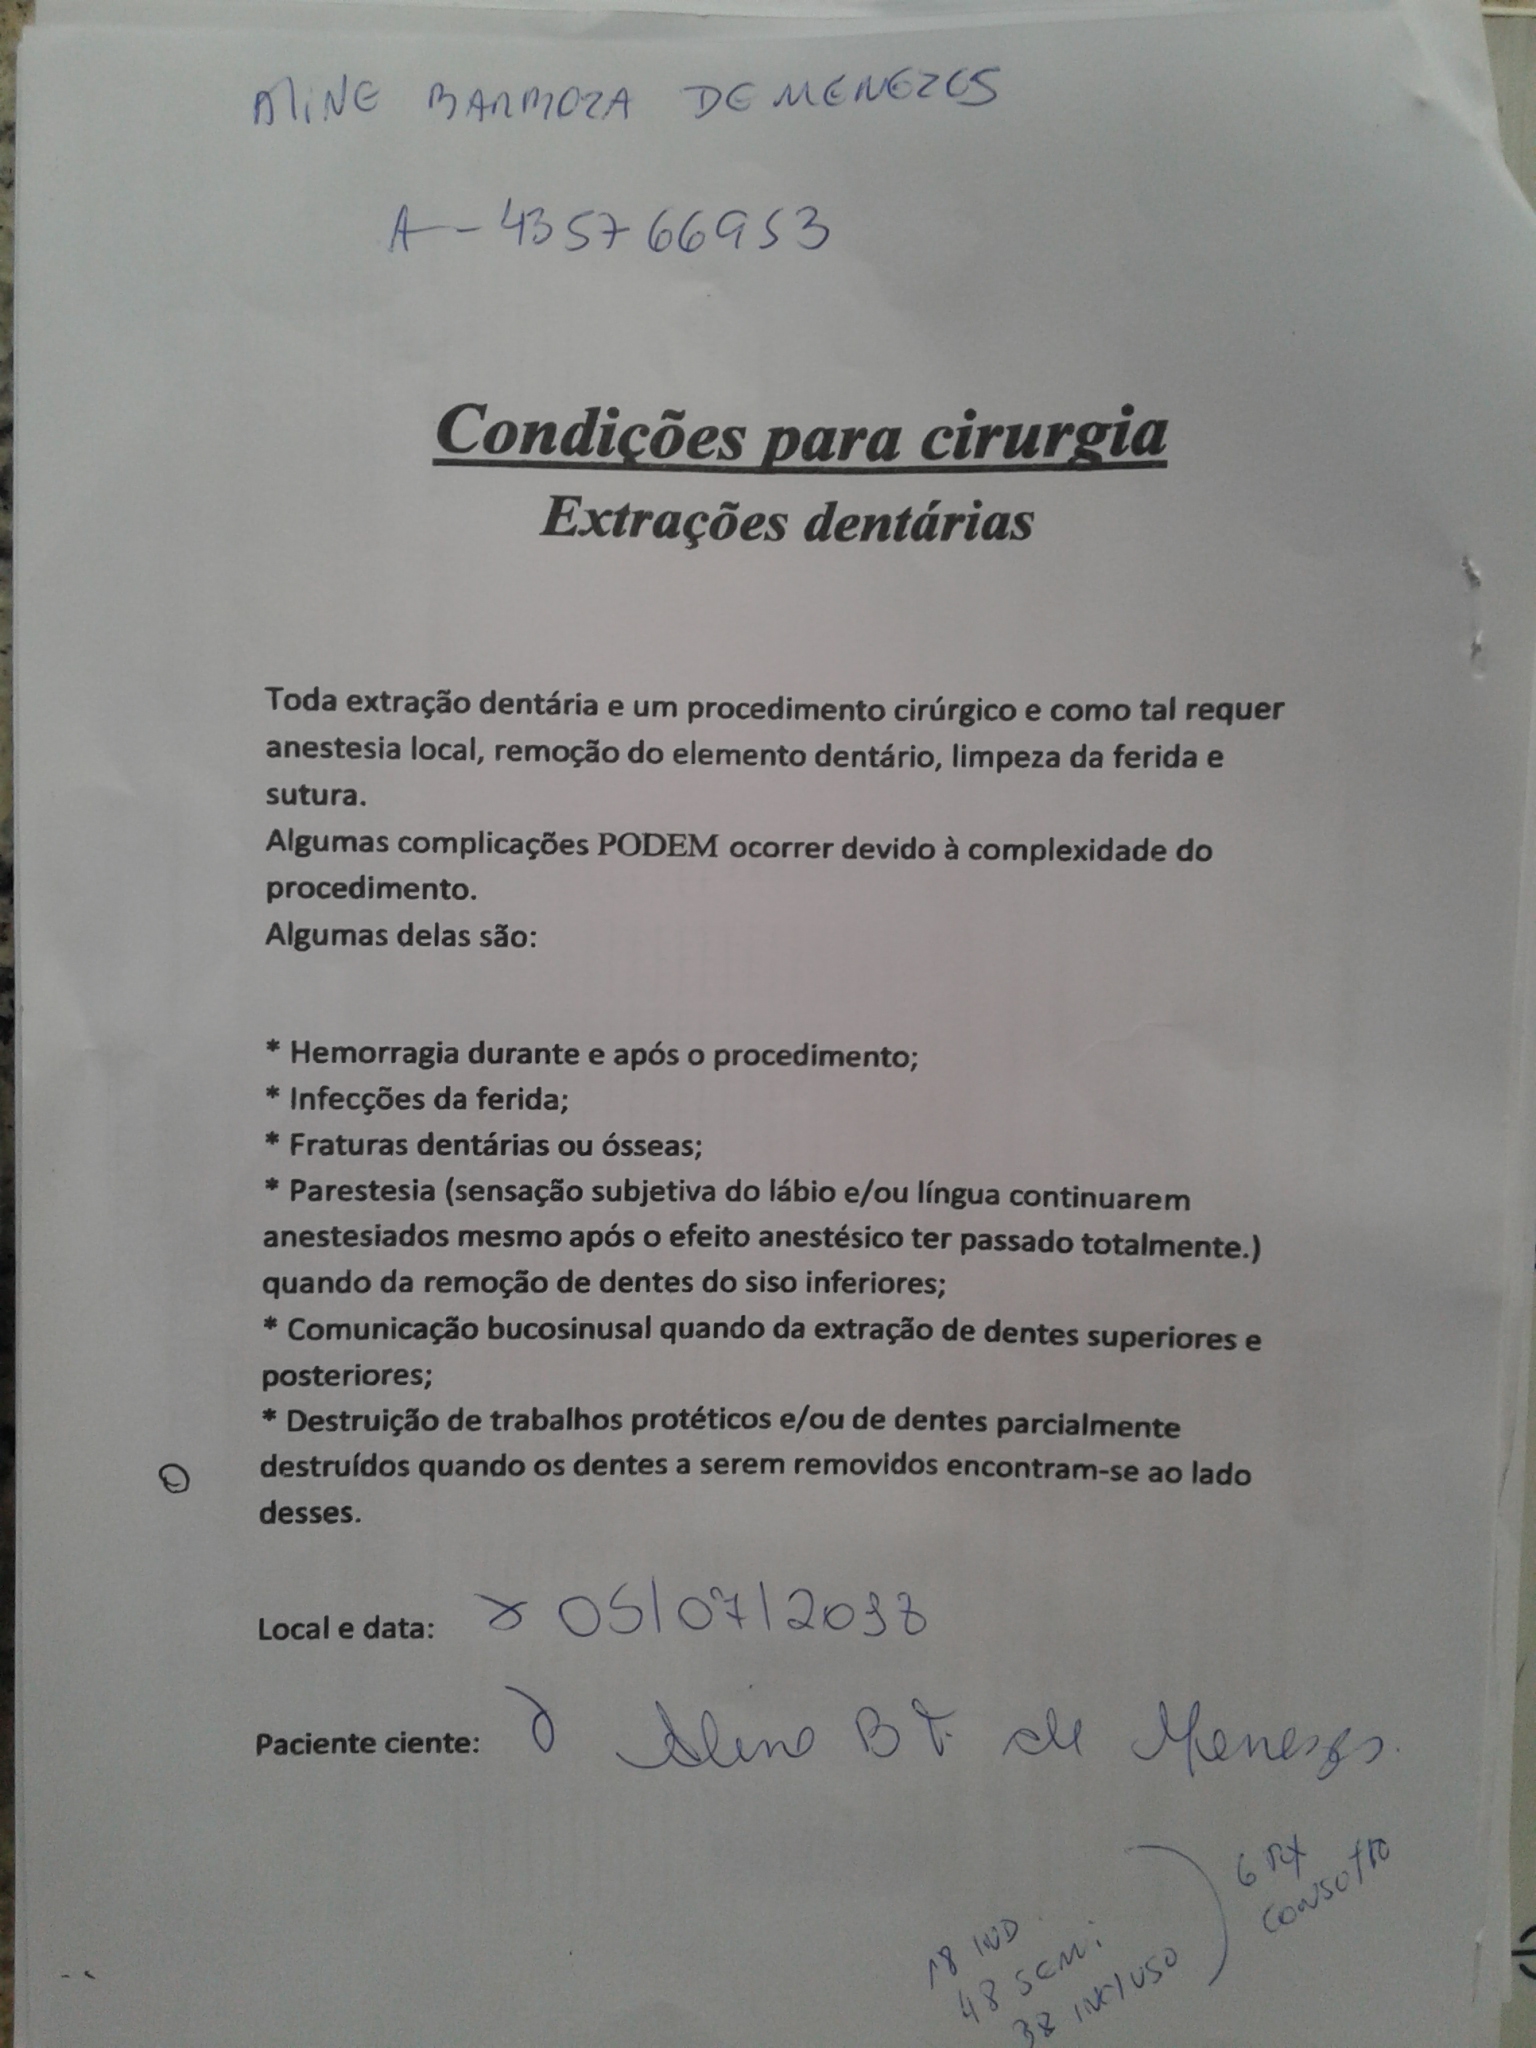 ALINE BARBOZA DE MENEZES
A-435766953
Condições para cirurgia
Extrações dentárias
Toda extração dentária e um procedimento cirúrgico e como tal requer
anestesia local, remoção do elemento dentário, limpeza da ferida e
sutura.
Algumas complicações PODEM ocorrer devido à complexidade do
procedimento.
Algumas delas são:
* Hemorragia durante e após o procedimento;
* Infecções da ferida;
* Fraturas dentárias ou ósseas;
* Parestesia (sensação subjetiva do lábio e/ou língua continuarem
anestesiados mesmo após o efeito anestésico ter passado totalmente.)
quando da remoção de dentes do siso inferiores;
* Comunicação bucosinusal quando da extração de dentes superiores e
posteriores;
* Destruição de trabalhos protéticos e/ou de dentes parcialmente
destruídos quando os dentes a serem removidos encontram-se ao lado
desses.
Local e data: 05/07/2018
Paciente ciente: Aline B de Menezes.
6 RX
18 IND
48 SEMI
38 INCLUSO